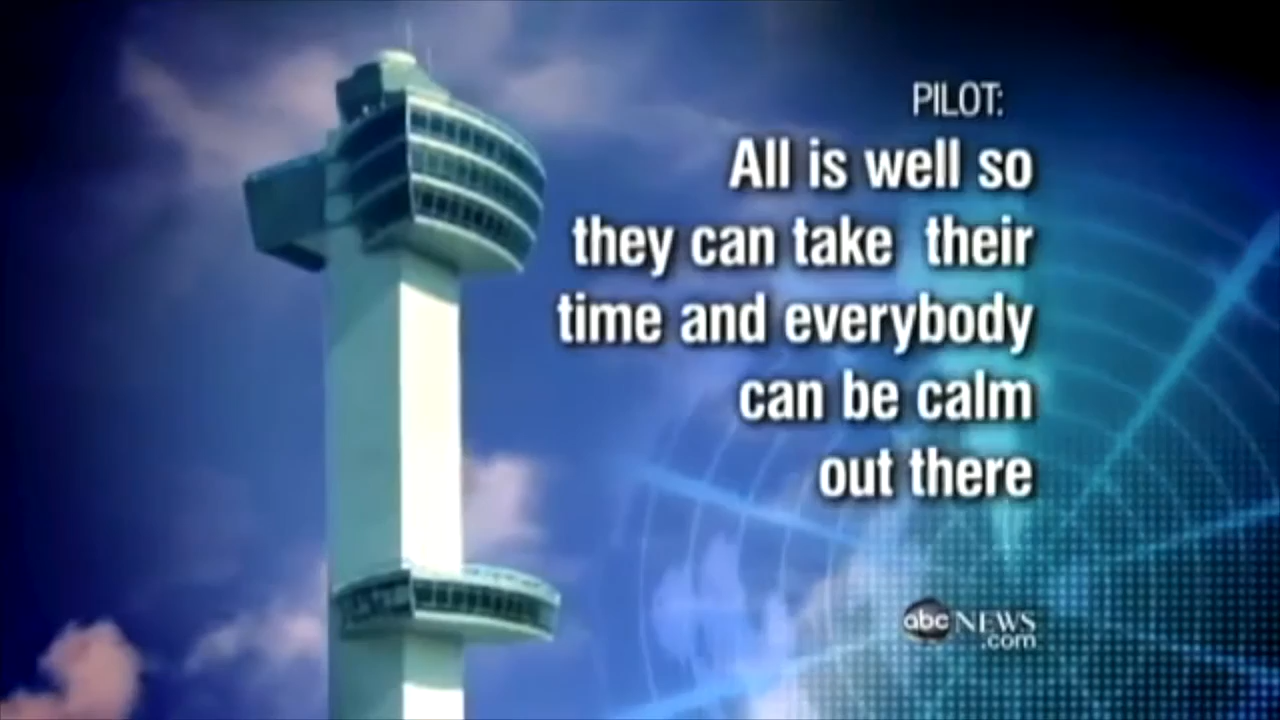 PILOT:
All is well so
they can take  their
time and everybody
can be calm
out there
abc NEWS
.com